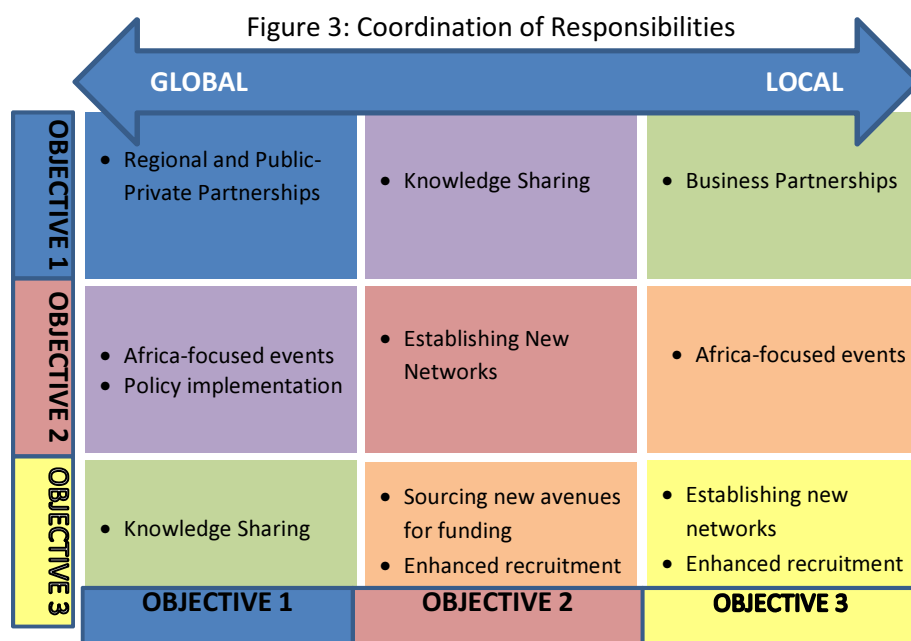 Figure 3: Coordination of Responsibilities
GLOBAL
LOCAL
OBJECTIVE 1
• Regional and Public-
Private Partnerships
• Knowledge Sharing
• Business Partnerships
OBJECTIVE 2
• Africa-focused events
• Policy implementation
• Establishing New
Networks
• Africa-focused events
OBJECTIVE 3
• Knowledge Sharing
• Sourcing new avenues
for funding
• Enhanced recruitment
• Establishing new
networks
• Enhanced recruitment
OBJECTIVE 1
OBJECTIVE 2
OBJECTIVE 3